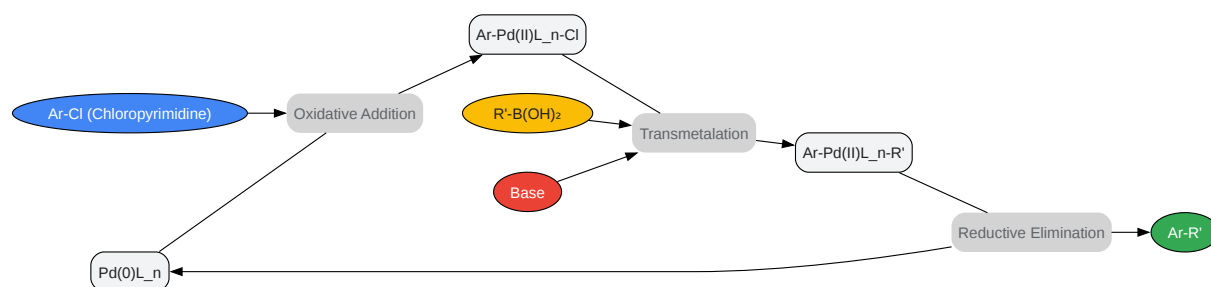 Ar-Pd(II)L_n-Cl
Ar-Cl (Chloropyrimidine)
Oxidative Addition
R'-B(OH)₂
Transmetalation
Ar-Pd(II)L_n-R'
Base
Reductive Elimination
Ar-R'
Pd(0)L_n